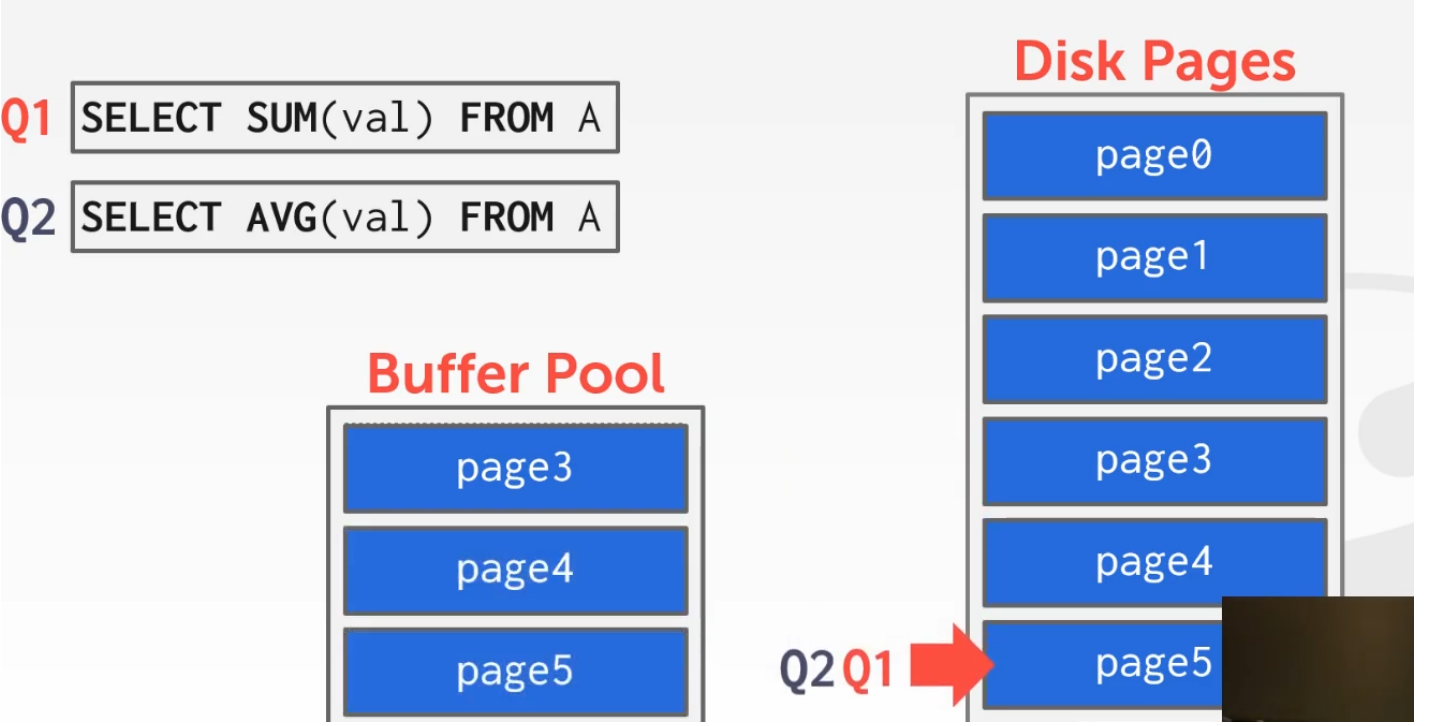 Q1 SELECT SUM(val) FROM A
Q2 SELECT AVG(val) FROM A
Buffer Pool
page3
page4
page5
Disk Pages
page0
page1
page2
page3
page4
Q2 Q1 page5